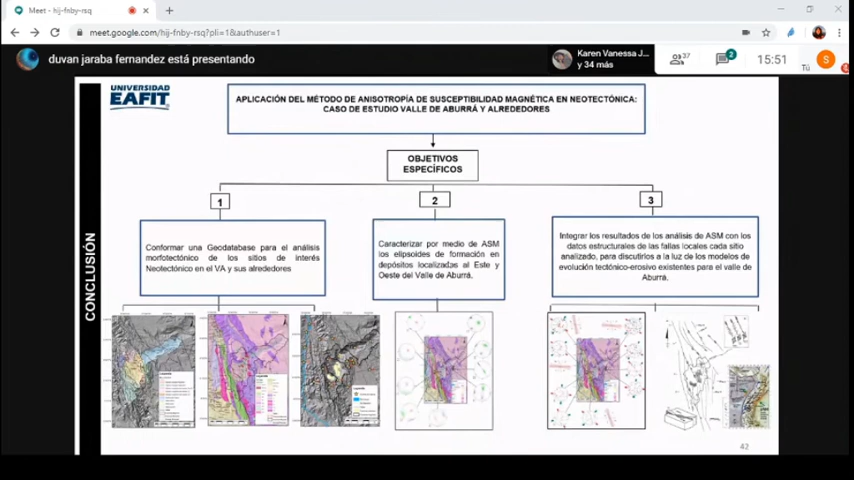 Meet - hij-fnby-rsq
meet.google.com/hij-fnby-rsq?pli=1&authuser=1
duvan jaraba fernandez está presentando
Karen Vanessa J...
y 34 más
37
2
15:51
Tú
S
UNIVERSIDAD
EAFIT
APLICACIÓN DEL MÉTODO DE ANISOTROPÍA DE SUSCEPTIBILIDAD MAGNÉTICA EN NEOTECTÓNICA:
CASO DE ESTUDIO VALLE DE ABURRÁ Y ALREDEDORES
OBJETIVOS
ESPECÍFICOS
1
2
3
CONCLUSIÓN
Conformar una Geodatabase para el análisis
morfotectónico de los sitios de interés
Neotectónico en el VA y sus alrededores
Caracterizar por medio de ASM
los elipsoides de formación en
depósitos localizados al Este y
Oeste del Valle de Aburrá.
Integrar los resultados de los análisis de ASM con los
datos estructurales de las fallas locales cada sitio
analizado, para discutirlos a la luz de los modelos de
evolución tectónico-erosivo existentes para el valle de
Aburrá.
42